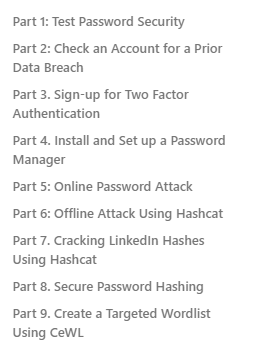 Part 1: Test Password Security
Part 2: Check an Account for a Prior
Data Breach
Part 3. Sign-up for Two Factor
Authentication
Part 4. Install and Set up a Password
Manager
Part 5: Online Password Attack
Part 6: Offline Attack Using Hashcat
Part 7. Cracking LinkedIn Hashes
Using Hashcat
Part 8. Secure Password Hashing
Part 9. Create a Targeted Wordlist
Using CeWL